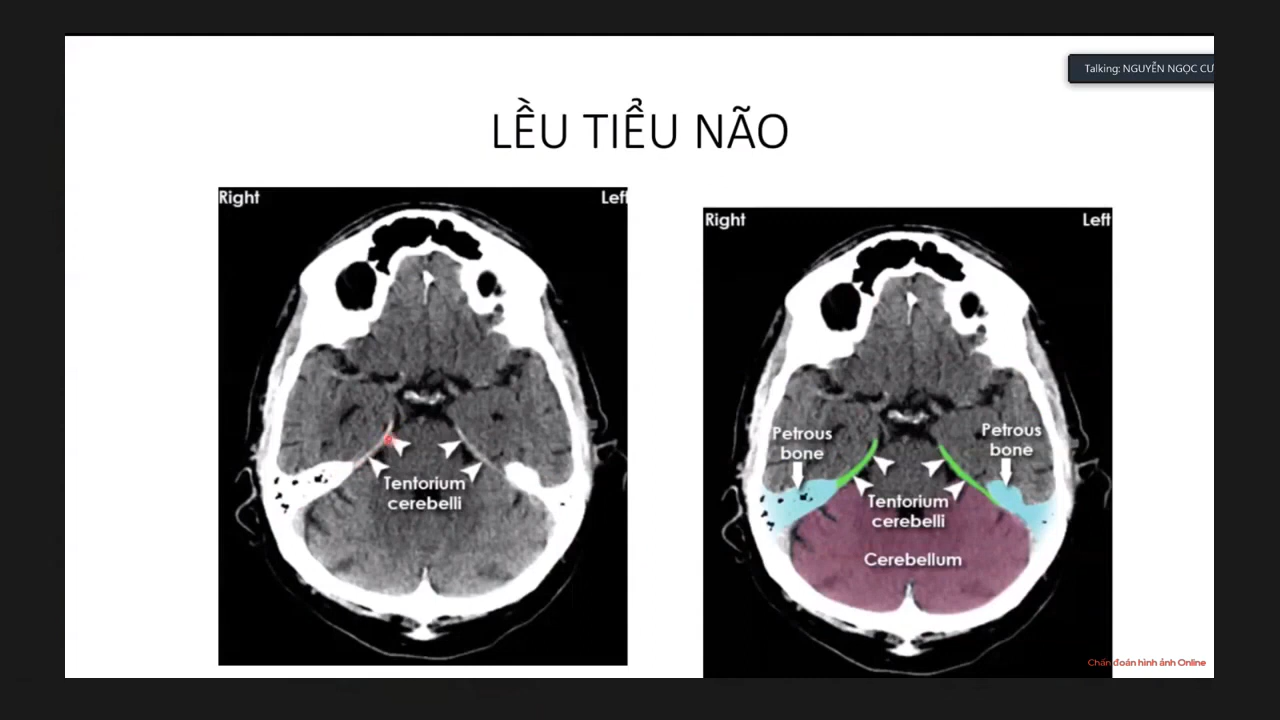 Talking: NGUYỄN NGỌC CƯ
LỀU TIỂU NÃO
Right
Left
Tentorium
cerebelli
Right
Left
Petrous
bone
Petrous
bone
Tentorium
cerebelli
Cerebellum
Chẩn đoán hình ảnh Online